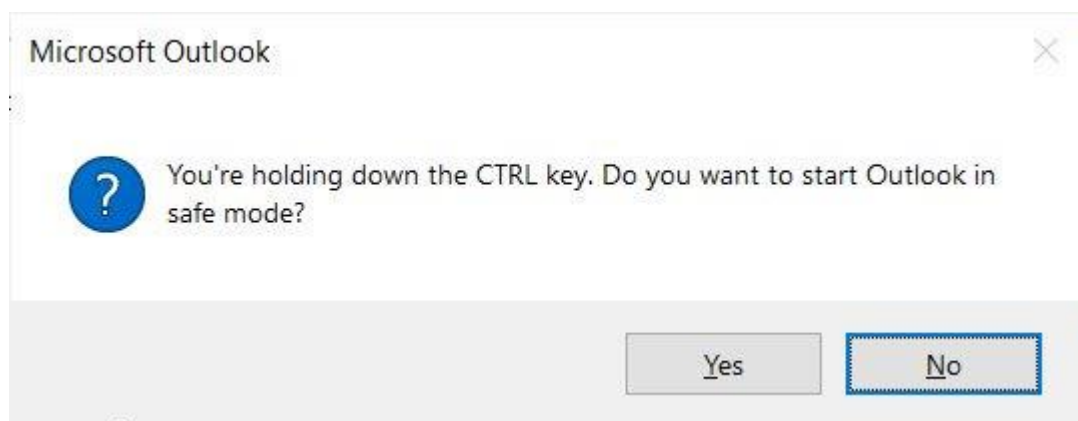 Microsoft Outlook
You're holding down the CTRL key. Do you want to start Outlook in
safe mode?
Yes
No